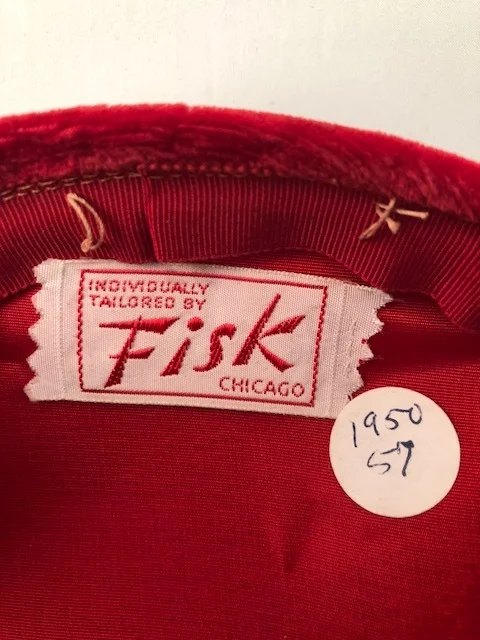 INDIVIDUALLY
TAILORED BY
Fisk
CHICAGO
1950
57